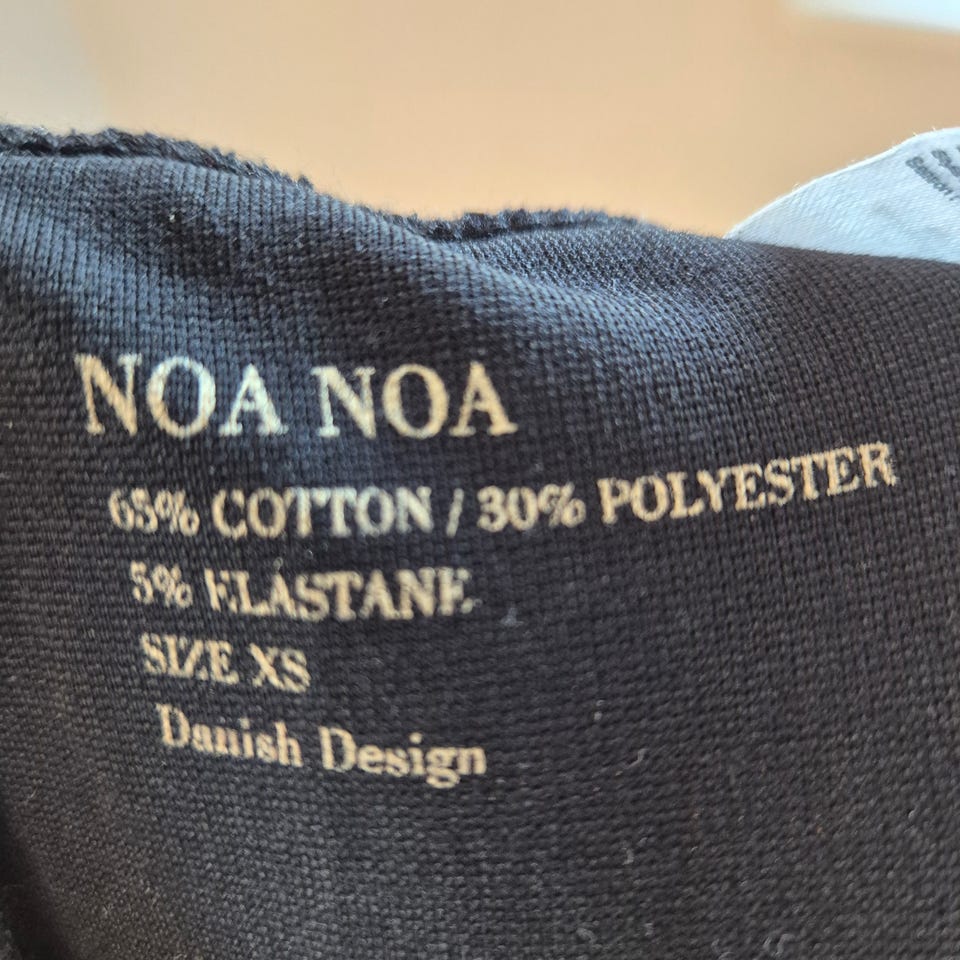 NOA NOA
65% COTTON / 30% POLYESTER
5% ELASTANE
SIZE XS
Danish Design